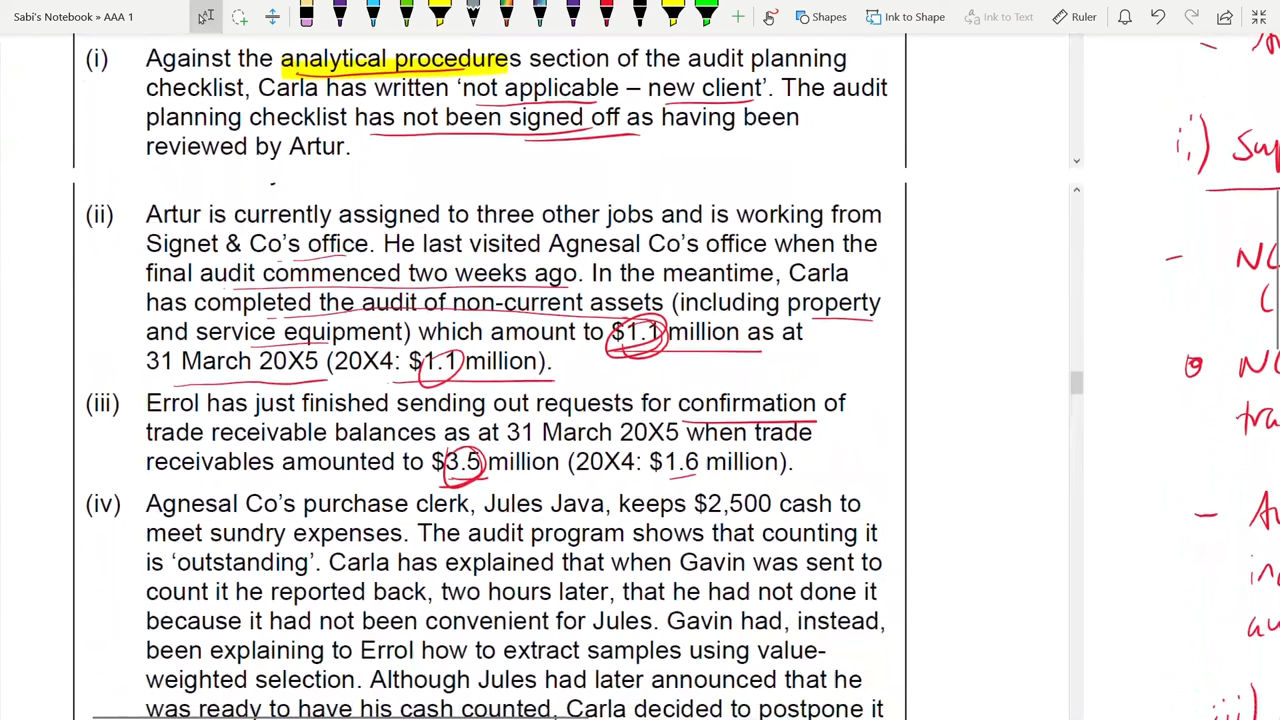 Sabi's Notebook » AAA 1
Shapes
Ink to Shape
Ink to Text
Ruler
(i) Against the analytical procedures section of the audit planning
checklist, Carla has written ‘not applicable – new client’. The audit
planning checklist has not been signed off as having been
reviewed by Artur.
(ii) Artur is currently assigned to three other jobs and is working from
Signet & Co’s office. He last visited Agnesal Co’s office when the
final audit commenced two weeks ago. In the meantime, Carla
has completed the audit of non-current assets (including property
and service equipment) which amount to $1.1 million as at
31 March 20X5 (20X4: $1.1 million).
(iii) Errol has just finished sending out requests for confirmation of
trade receivable balances as at 31 March 20X5 when trade
receivables amounted to $3.5 million (20X4: $1.6 million).
(iv) Agnesal Co’s purchase clerk, Jules Java, keeps $2,500 cash to
meet sundry expenses. The audit program shows that counting it
is ‘outstanding’. Carla has explained that when Gavin was sent to
count it he reported back, two hours later, that he had not done it
because it had not been convenient for Jules. Gavin had, instead,
been explaining to Errol how to extract samples using value-
weighted selection. Although Jules had later announced that he
was ready to have his cash counted, Carla decided to postpone it
ii)
iii)